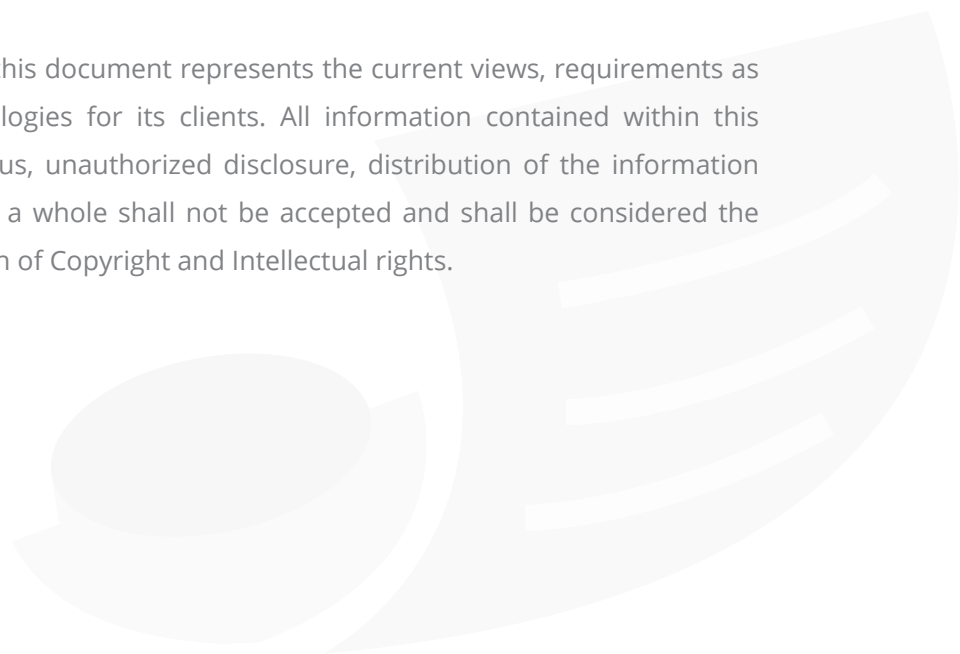 this document represents the current views, requirements as
logies for its clients. All information contained within this
us, unauthorized disclosure, distribution of the information
a whole shall not be accepted and shall be considered the
n of Copyright and Intellectual rights.